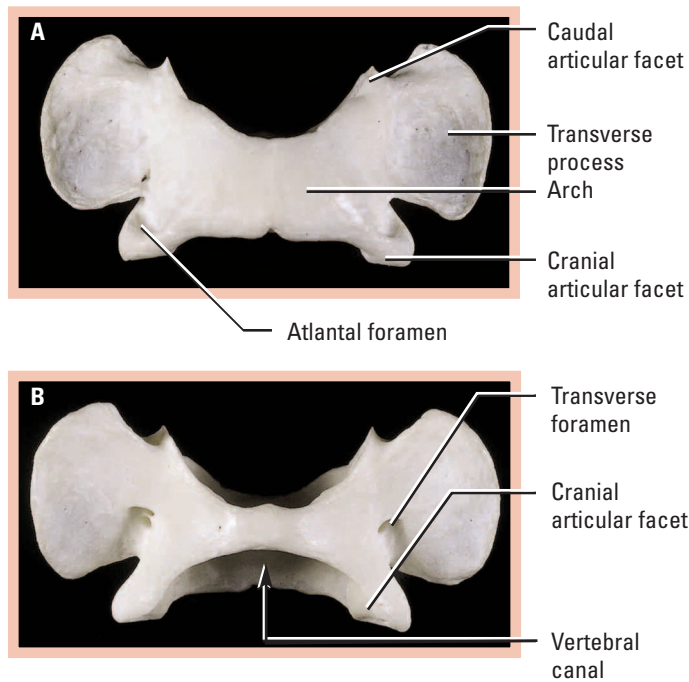 A
Caudal
articular facet
Transverse
process
Arch
Cranial
articular facet
Atlantal foramen
B
Transverse
foramen
Cranial
articular facet
Vertebral
canal